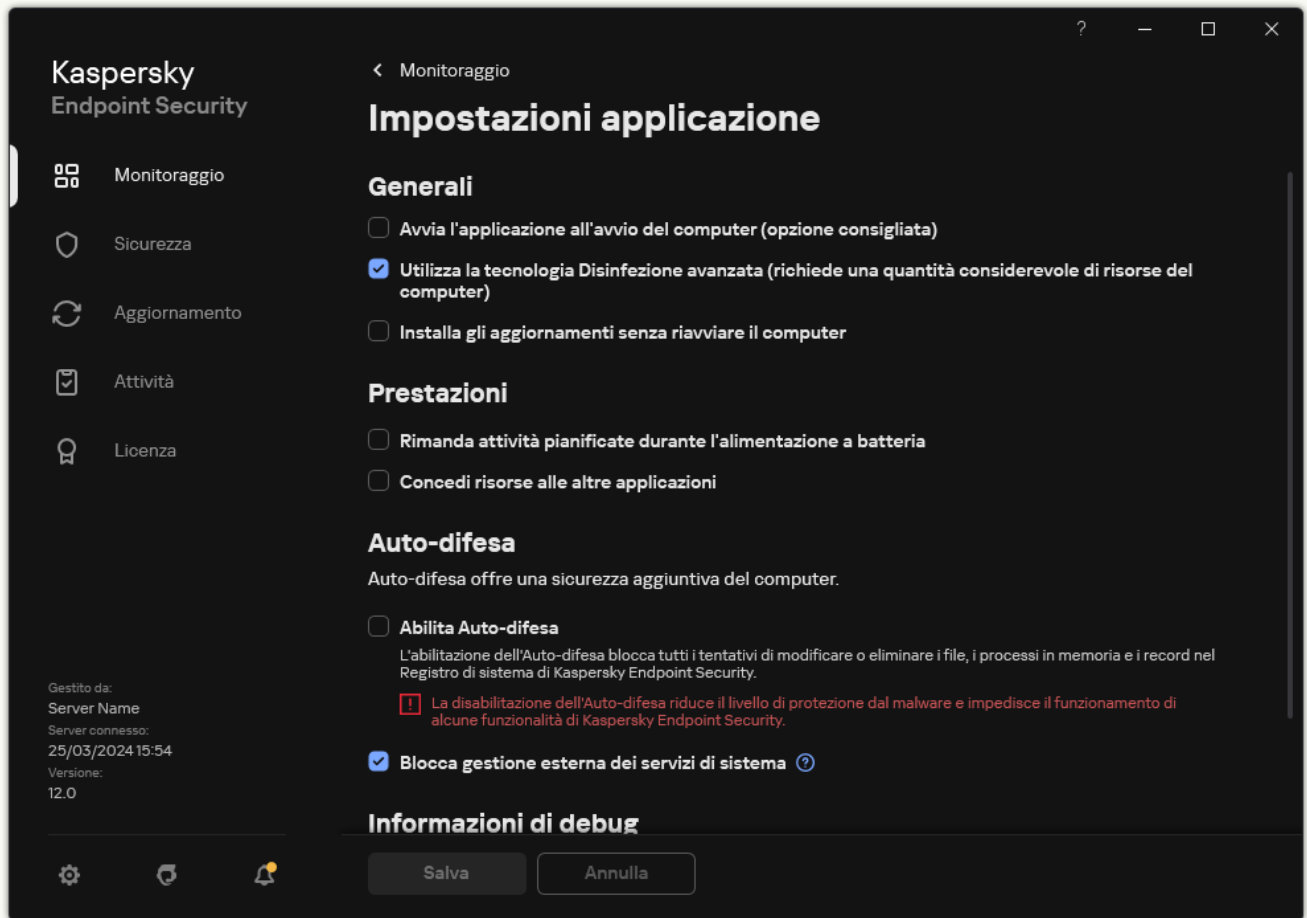 ?
Kaspersky
Endpoint Security
Monitoraggio
Sicurezza
Aggiornamento
Attività
Licenza
Gestito da:
Server Name
Server connesso:
25/03/2024 15:54
Versione:
12.0
Monitoraggio
Impostazioni applicazione
Generali
Avvia l'applicazione all'avvio del computer (opzione consigliata)
Utilizza la tecnologia Disinfezione avanzata (richiede una quantità considerevole di risorse del
computer)
Installa gli aggiornamenti senza riavviare il computer
Prestazioni
Rimanda attività pianificate durante l'alimentazione a batteria
Concedi risorse alle altre applicazioni
Auto-difesa
Auto-difesa offre una sicurezza aggiuntiva del computer.
Abilita Auto-difesa
L'abilitazione dell'Auto-difesa blocca tutti i tentativi di modificare o eliminare i file, i processi in memoria e i record nel
Registro di sistema di Kaspersky Endpoint Security.
La disabilitazione dell'Auto-difesa riduce il livello di protezione dal malware e impedisce il funzionamento di
alcune funzionalità di Kaspersky Endpoint Security.
Blocca gestione esterna dei servizi di sistema
Informazioni di debug
Salva
Annulla